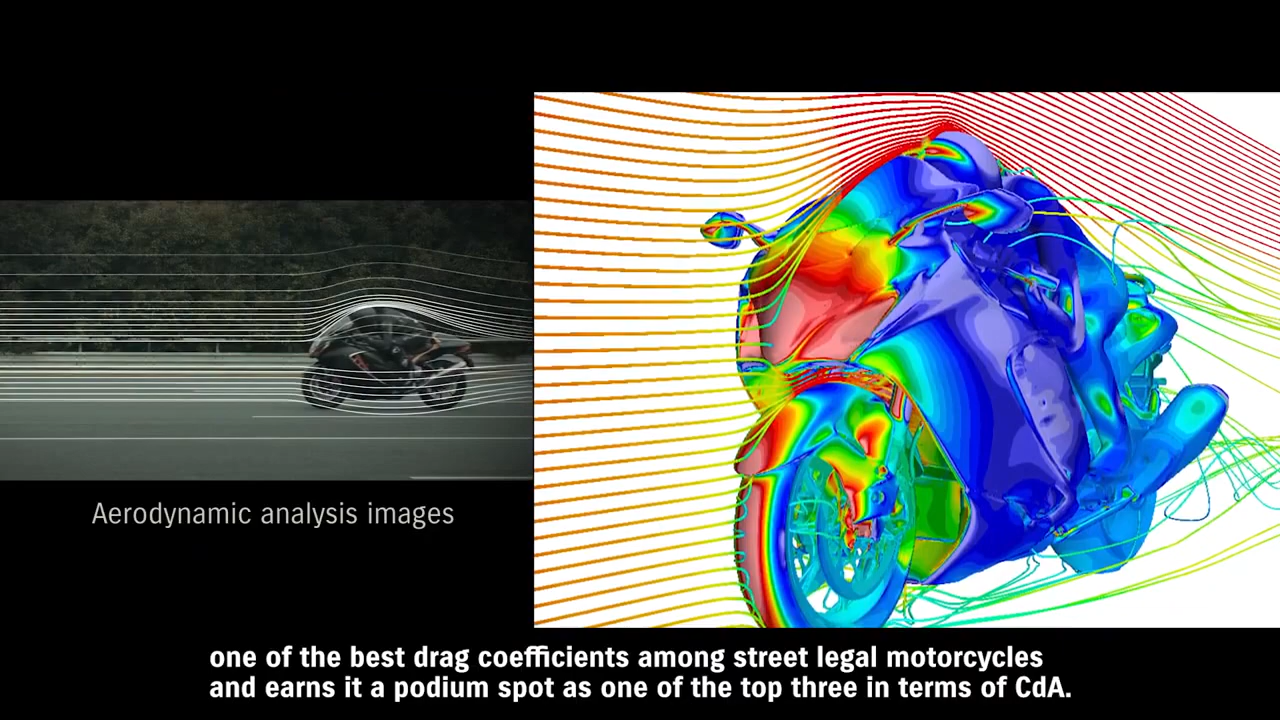 Aerodynamic analysis images
one of the best drag coefficients among street legal motorcycles
and earns it a podium spot as one of the top three in terms of CdA.